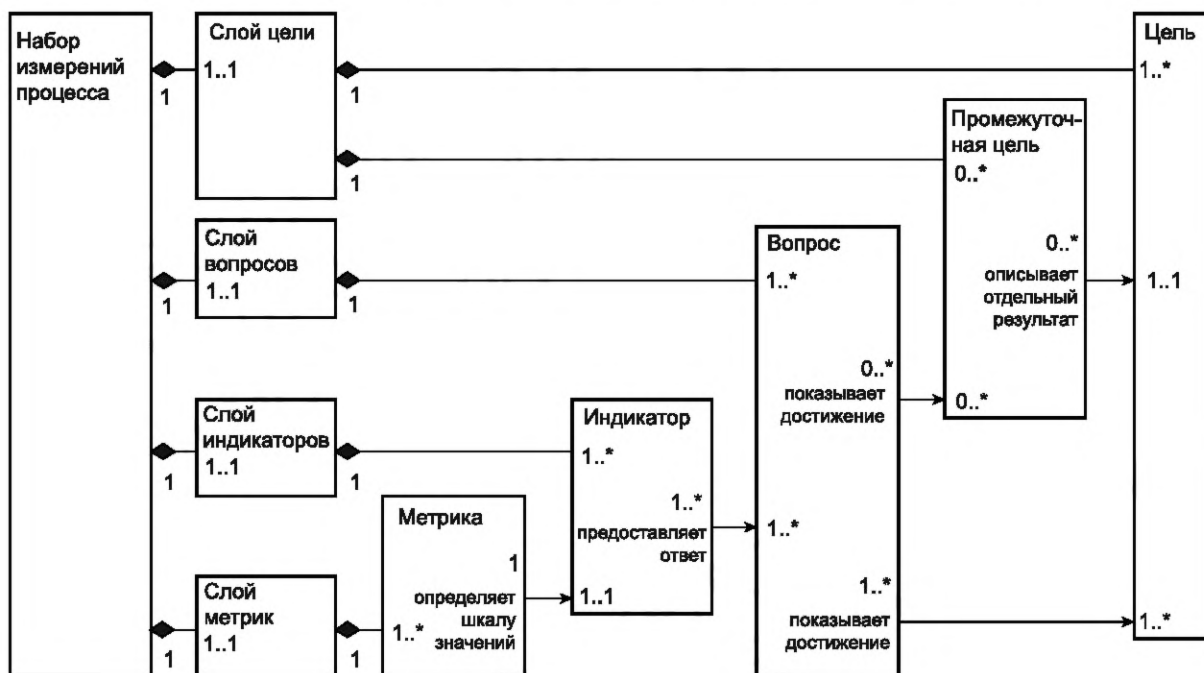 Набор
измерений
процесса
1
1
1
1
Слой цели
1..1
1
1
Слой
вопросов
1..1
1
Слой
индикаторов
1..1
1
Слой
метрик
1..1
1
Метрика
1
определяет
шкалу
значений
1..*
Индикатор
1..*
1..*
предоставляет
ответ
1..1
Вопрос
1..*
0..*
показывает
достижение
1..*
1..*
показывает
достижение
Промежуточ-
ная цель
0..*
0..*
описывает
отдельный
результат
0..*
Цель
1..*
1..1
1..*